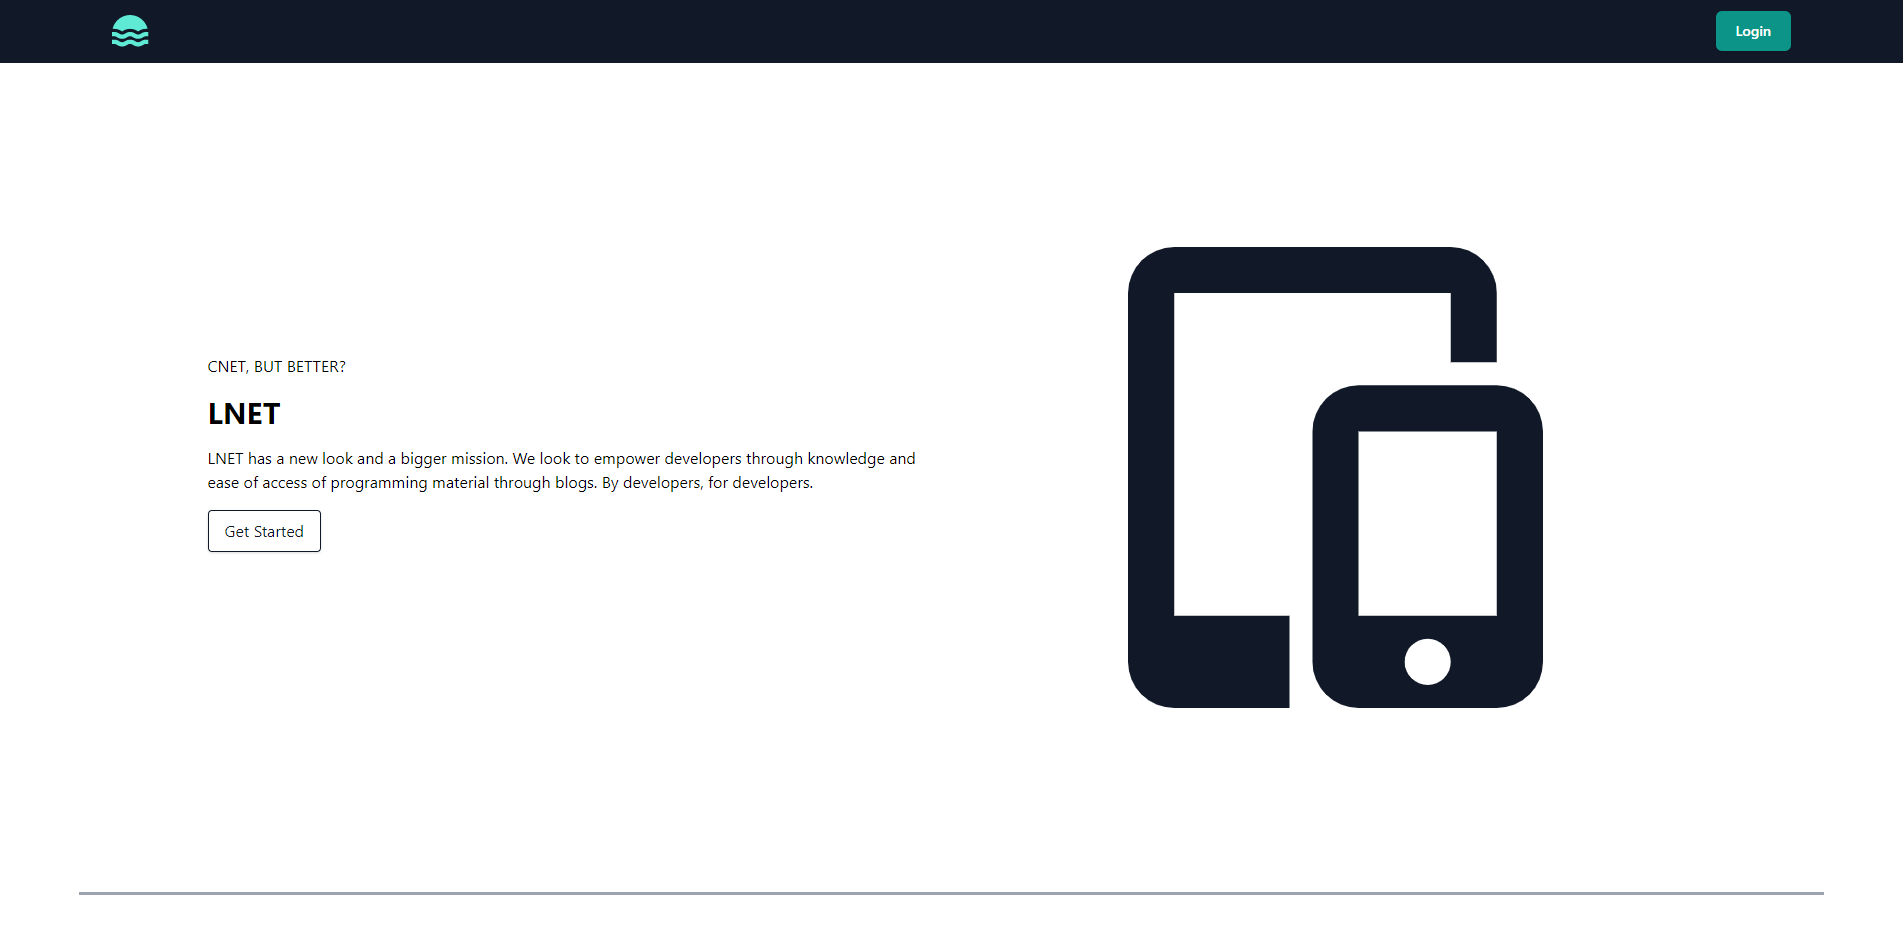 Login
CNET, BUT BETTER?
LNET
LNET has a new look and a bigger mission. We look to empower developers through knowledge and
ease of access of programming material through blogs. By developers, for developers.
Get Started